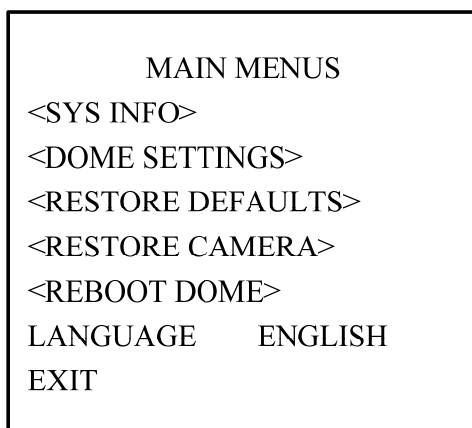 MAIN MENUS
<SYS INFO>
<DOME SETTINGS>
<RESTORE DEFAULTS>
<RESTORE CAMERA>
<REBOOT DOME>
LANGUAGE ENGLISH
EXIT